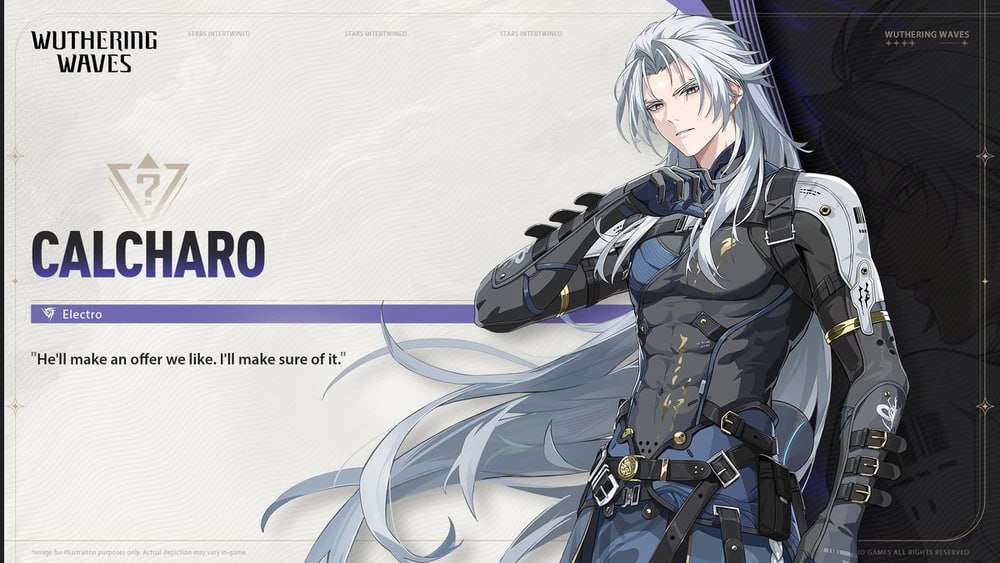 WUTHERING
WAVES
STARS INTERTWINED
STARS INTERTWINED
STARS INTERTWINED
WUTHERING WAVES
?
CALCHARO
Electro
"He'll make an offer we like. I'll make sure of it."
*Image for illustration purposes only. Actual depiction may vary in-game.
GAMES ALL RIGHTS RESERVED